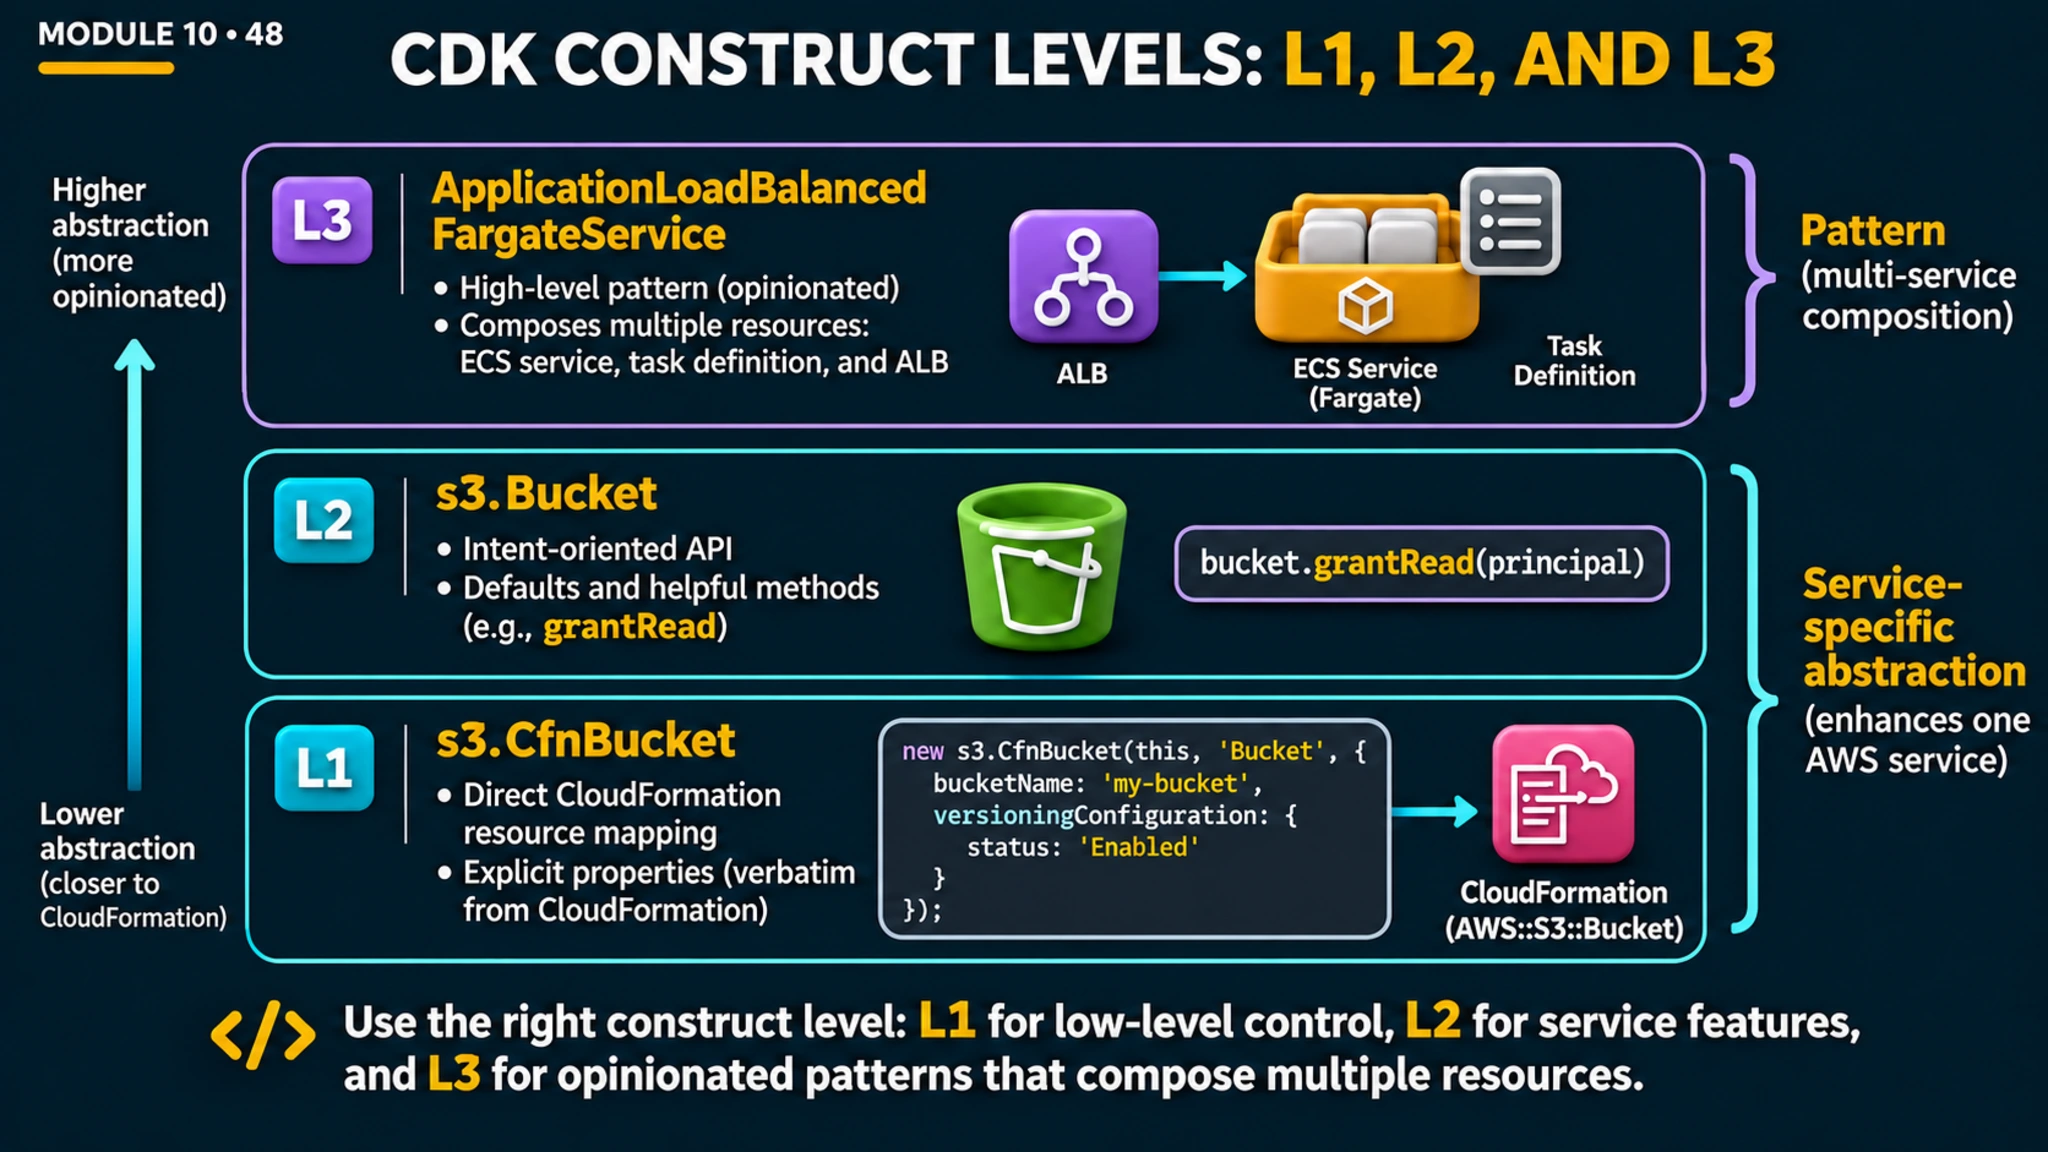 MODULE 10 • 48
CDK CONSTRUCT LEVELS: L1, L2, AND L3
Higher
abstraction
(more
opinionated)
Lower
abstraction
(closer to
CloudFormation)
L3
ApplicationLoadBalanced
FargateService
• High-level pattern (opinionated)
• Composes multiple resources:
ECS service, task definition, and ALB
ALB
ECS Service
(Fargate)
Task
Definition
Pattern
(multi-service
composition)
L2
s3.Bucket
• Intent-oriented API
• Defaults and helpful methods
(e.g., grantRead)
bucket.grantRead(principal)
L1
s3.CfnBucket
• Direct CloudFormation
resource mapping
• Explicit properties (verbatim
from CloudFormation)
new s3.CfnBucket(this, 'Bucket', {
bucketName: 'my-bucket',
versioningConfiguration: {
status: 'Enabled'
}
});
CloudFormation
(AWS::S3::Bucket)
Service-
specific
abstraction
(enhances one
AWS service)
</> Use the right construct level: L1 for low-level control, L2 for service features,
and L3 for opinionated patterns that compose multiple resources.